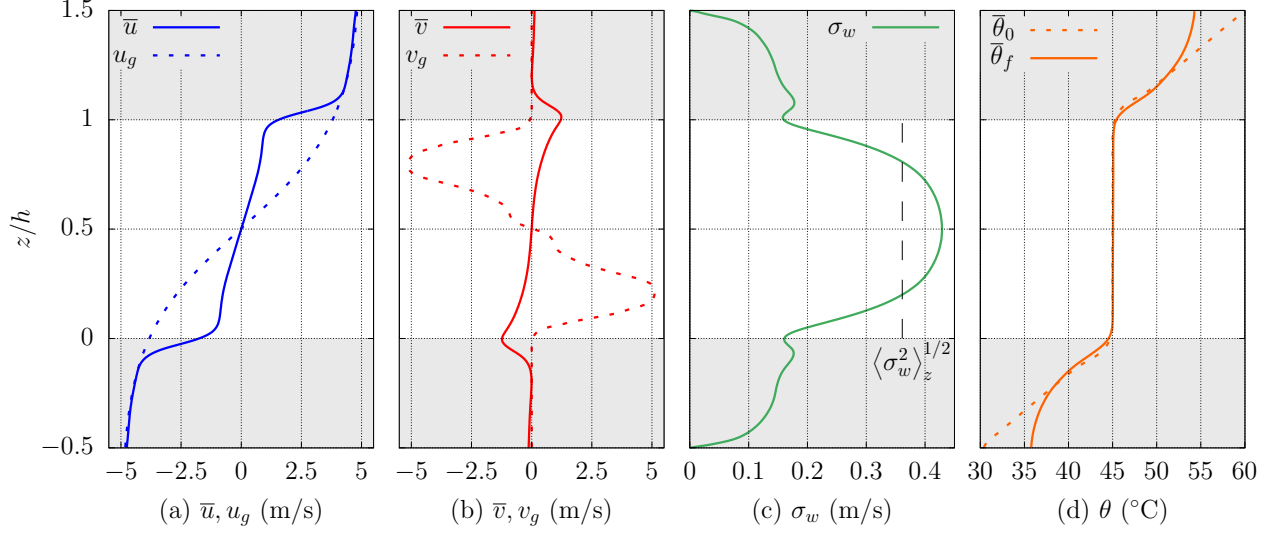 z/h
1.5
1
0.5
0
−0.5
u̅
u_g
−5 −2.5 0 2.5 5
(a) u̅, u_g (m/s)
v̅
v_g
−5 −2.5 0 2.5 5
(b) v̅, v_g (m/s)
σ_w
⟨σ_w^2⟩_z^{1/2}
0 0.1 0.2 0.3 0.4
(c) σ_w (m/s)
θ̅_0
θ̅_f
30 35 40 45 50 55 60
(d) θ (°C)